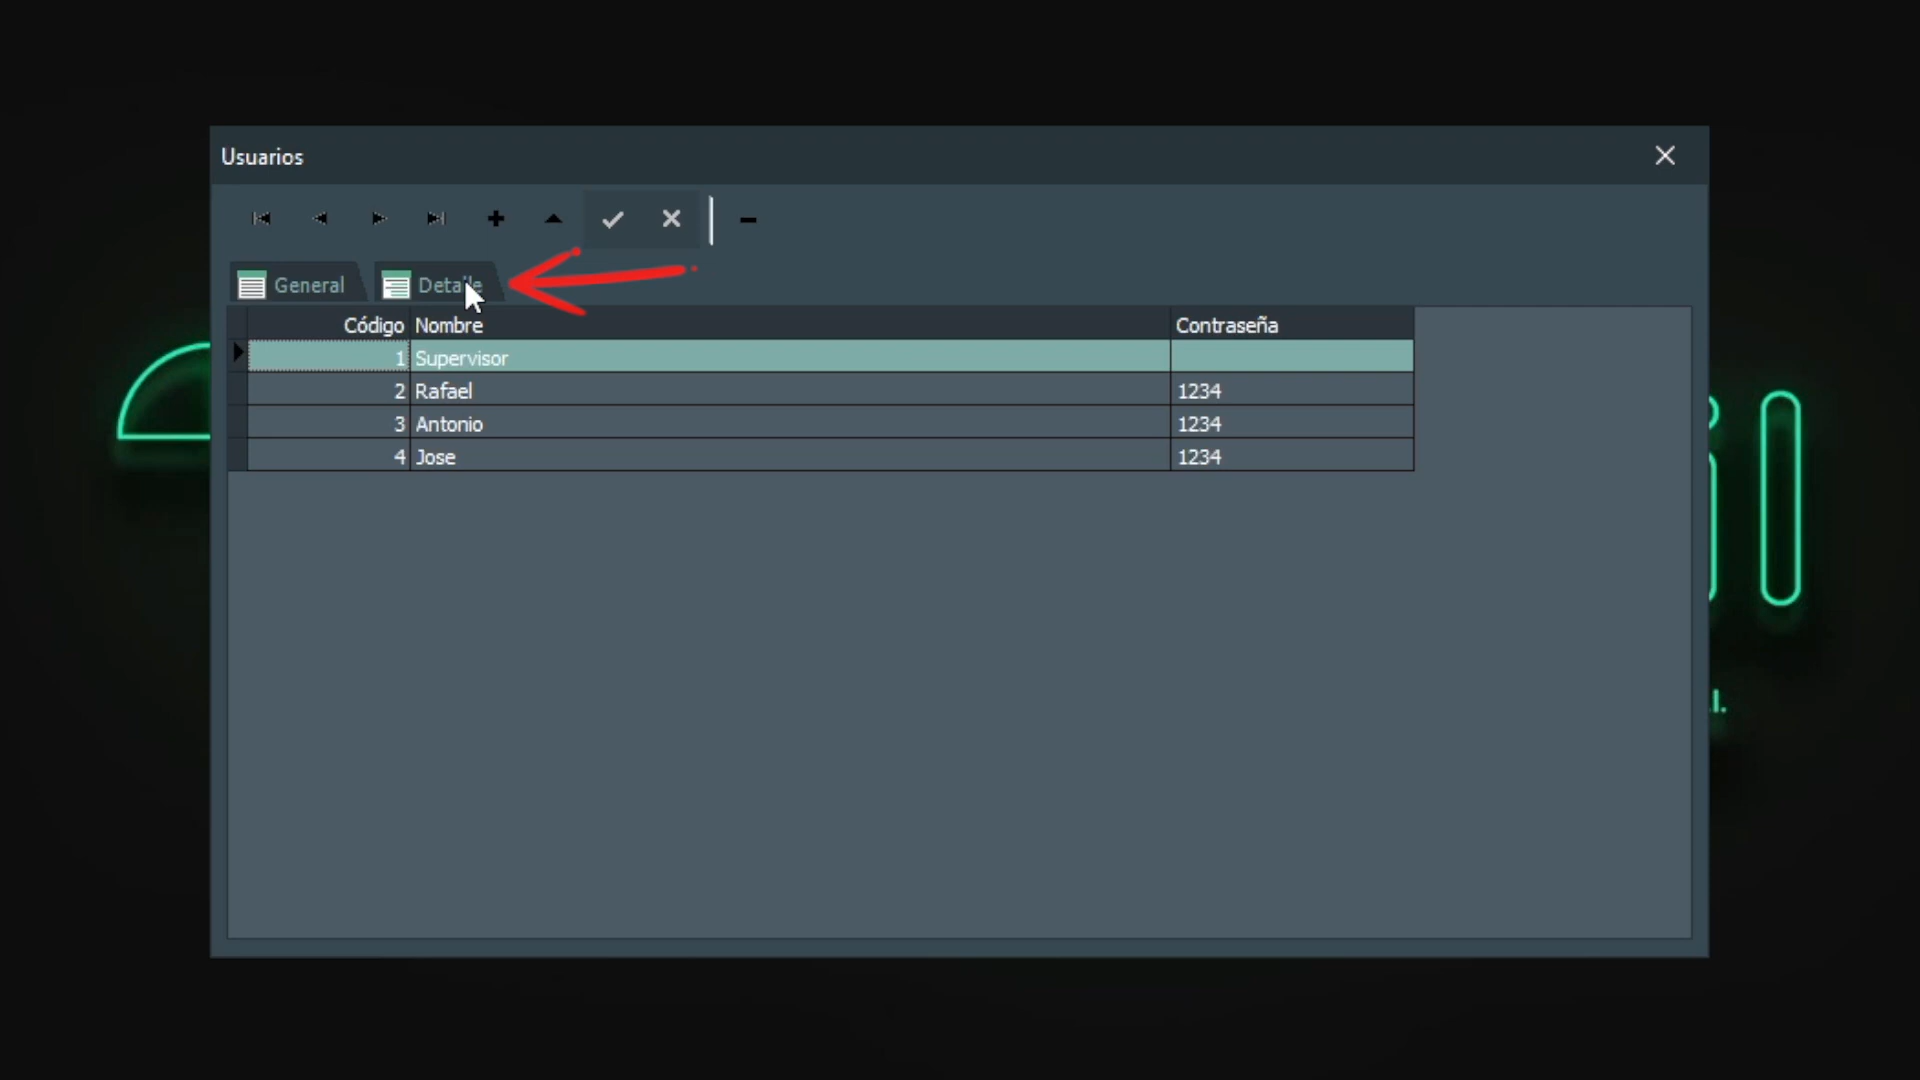 Usuarios
General Detalle
Código Nombre Contraseña
1 Supervisor
2 Rafael 1234
3 Antonio 1234
4 Jose 1234